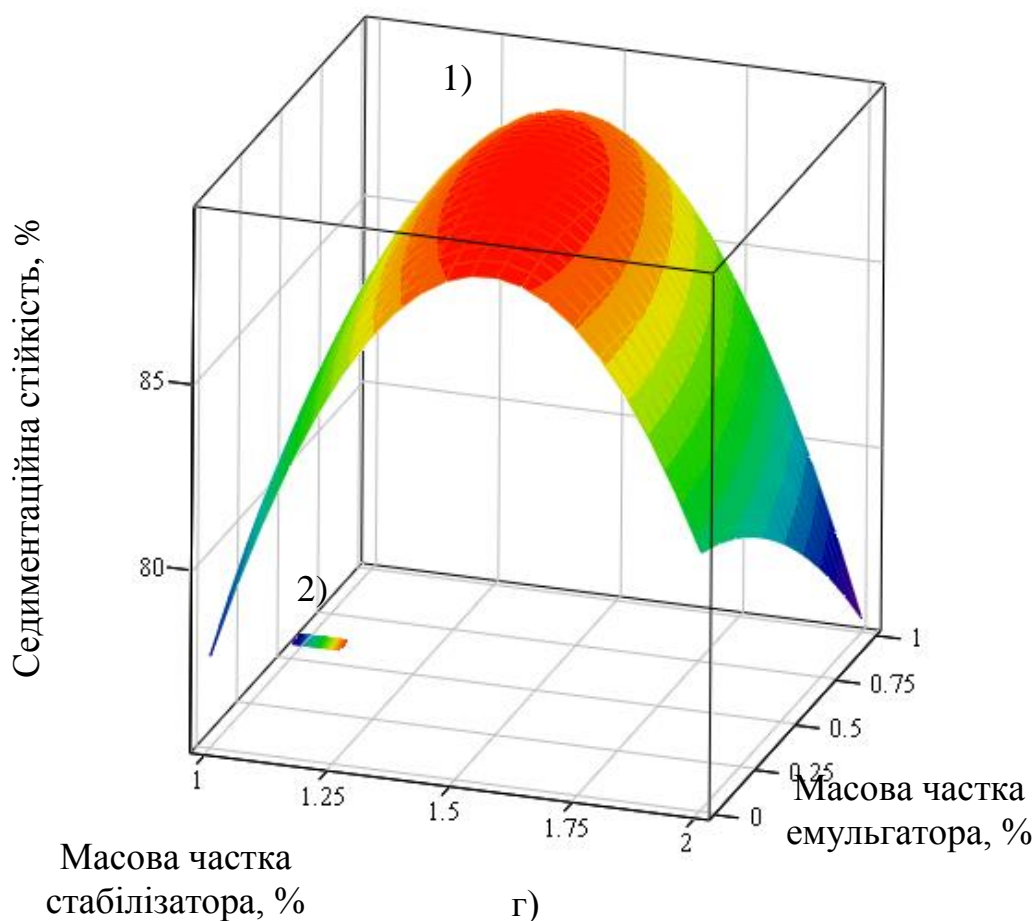 1)
Седиментаційна стійкість, %
85
80
2)
1
0.75
0.5
0.25
0
1
1.25
1.5
1.75
2
Масова частка
емульгатора, %
Масова частка
стабілізатора, %
г)